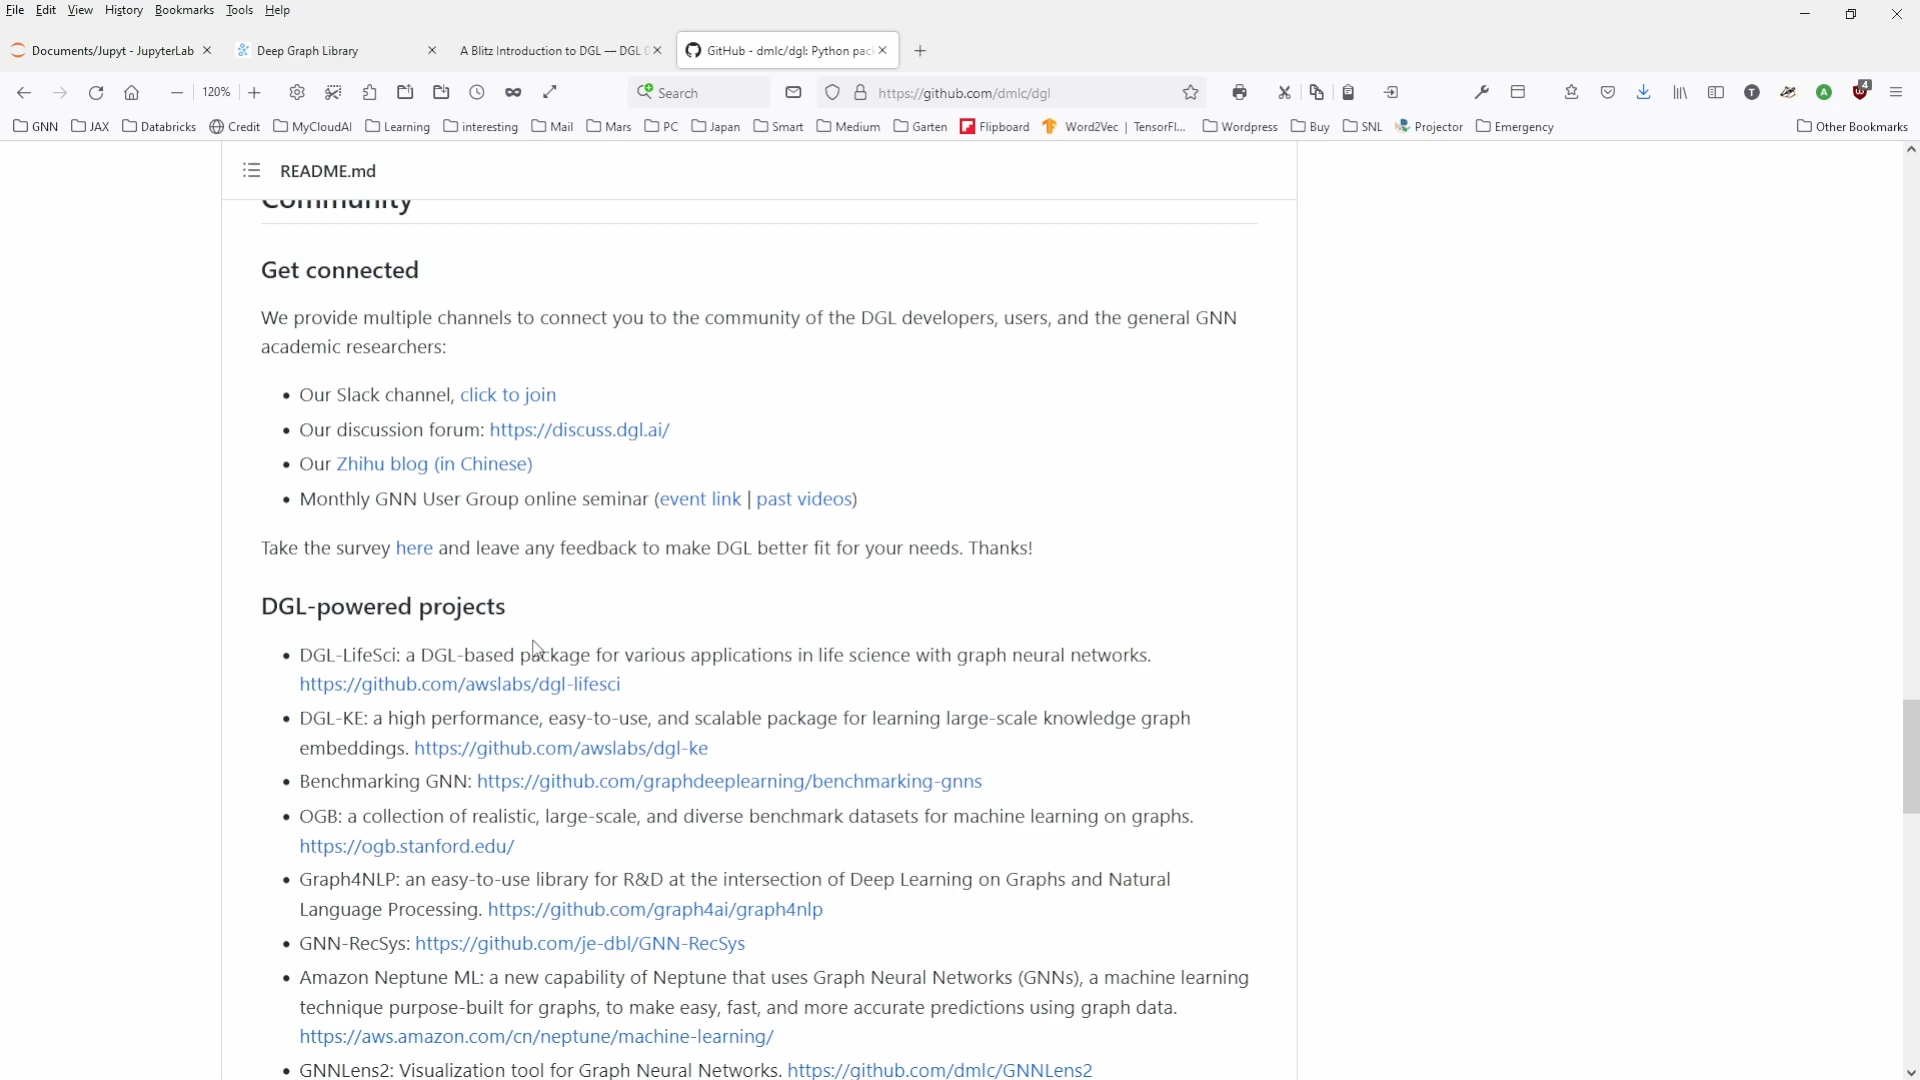 File Edit View History Bookmarks Tools Help
Documents/Jupyt - JupyterLab
Deep Graph Library
A Blitz Introduction to DGL — DGL
GitHub - dmlc/dgl: Python pac
120%
Search
https://github.com/dmlc/dgl
T
A
4
GNN JAX Databricks Credit MyCloudAI Learning interesting Mail Mars PC Japan Smart Medium Garten Flipboard Word2Vec | TensorFl... Wordpress Buy SNL Projector Emergency Other Bookmarks
README.md
Community
Get connected
We provide multiple channels to connect you to the community of the DGL developers, users, and the general GNN
academic researchers:
• Our Slack channel, click to join
• Our discussion forum: https://discuss.dgl.ai/
• Our Zhihu blog (in Chinese)
• Monthly GNN User Group online seminar (event link | past videos)
Take the survey here and leave any feedback to make DGL better fit for your needs. Thanks!
DGL-powered projects
• DGL-LifeSci: a DGL-based package for various applications in life science with graph neural networks.
https://github.com/awslabs/dgl-lifesci
• DGL-KE: a high performance, easy-to-use, and scalable package for learning large-scale knowledge graph
embeddings. https://github.com/awslabs/dgl-ke
• Benchmarking GNN: https://github.com/graphdeeplearning/benchmarking-gnns
• OGB: a collection of realistic, large-scale, and diverse benchmark datasets for machine learning on graphs.
https://ogb.stanford.edu/
• Graph4NLP: an easy-to-use library for R&D at the intersection of Deep Learning on Graphs and Natural
Language Processing. https://github.com/graph4ai/graph4nlp
• GNN-RecSys: https://github.com/je-dbl/GNN-RecSys
• Amazon Neptune ML: a new capability of Neptune that uses Graph Neural Networks (GNNs), a machine learning
technique purpose-built for graphs, to make easy, fast, and more accurate predictions using graph data.
https://aws.amazon.com/cn/neptune/machine-learning/
• GNNLens2: Visualization tool for Graph Neural Networks. https://github.com/dmlc/GNNLens2